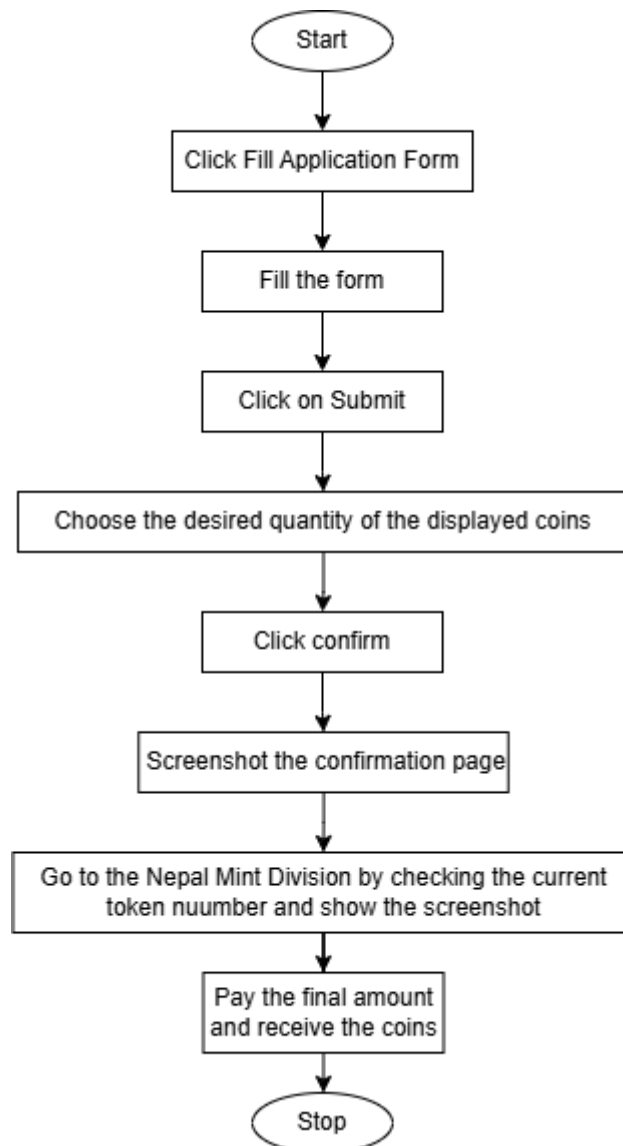 Start
Click Fill Application Form
Fill the form
Click on Submit
Choose the desired quantity of the displayed coins
Click confirm
Screenshot the confirmation page
Go to the Nepal Mint Division by checking the current
token nuumber and show the screenshot
Pay the final amount
and receive the coins
Stop